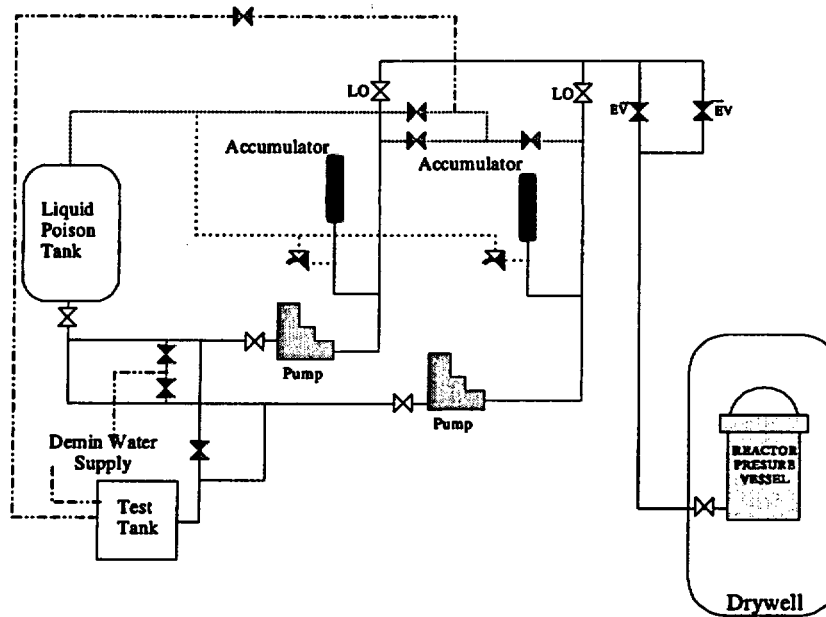 LO
LO
EV
EV
Accumulator
Accumulator
Liquid
Poison
Tank
Pump
Pump
Demin Water
Supply
Test
Tank
REACTOR
PRESURE
VESSEL
Drywell